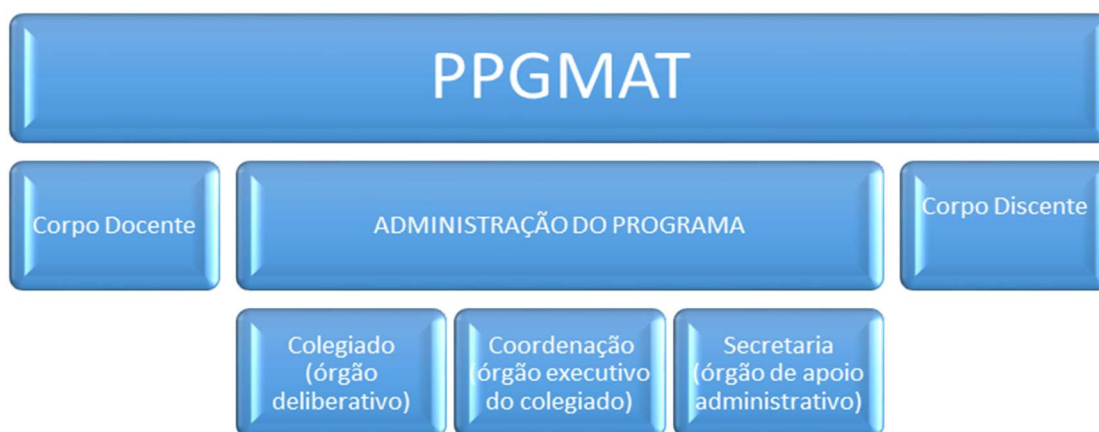 PPGMAT
Corpo Docente
ADMINISTRAÇÃO DO PROGRAMA
Corpo Discente
Colegiado
(órgão
deliberativo)
Coordenação
(órgão executivo
do colegiado)
Secretaria
(órgão de apoio
administrativo)